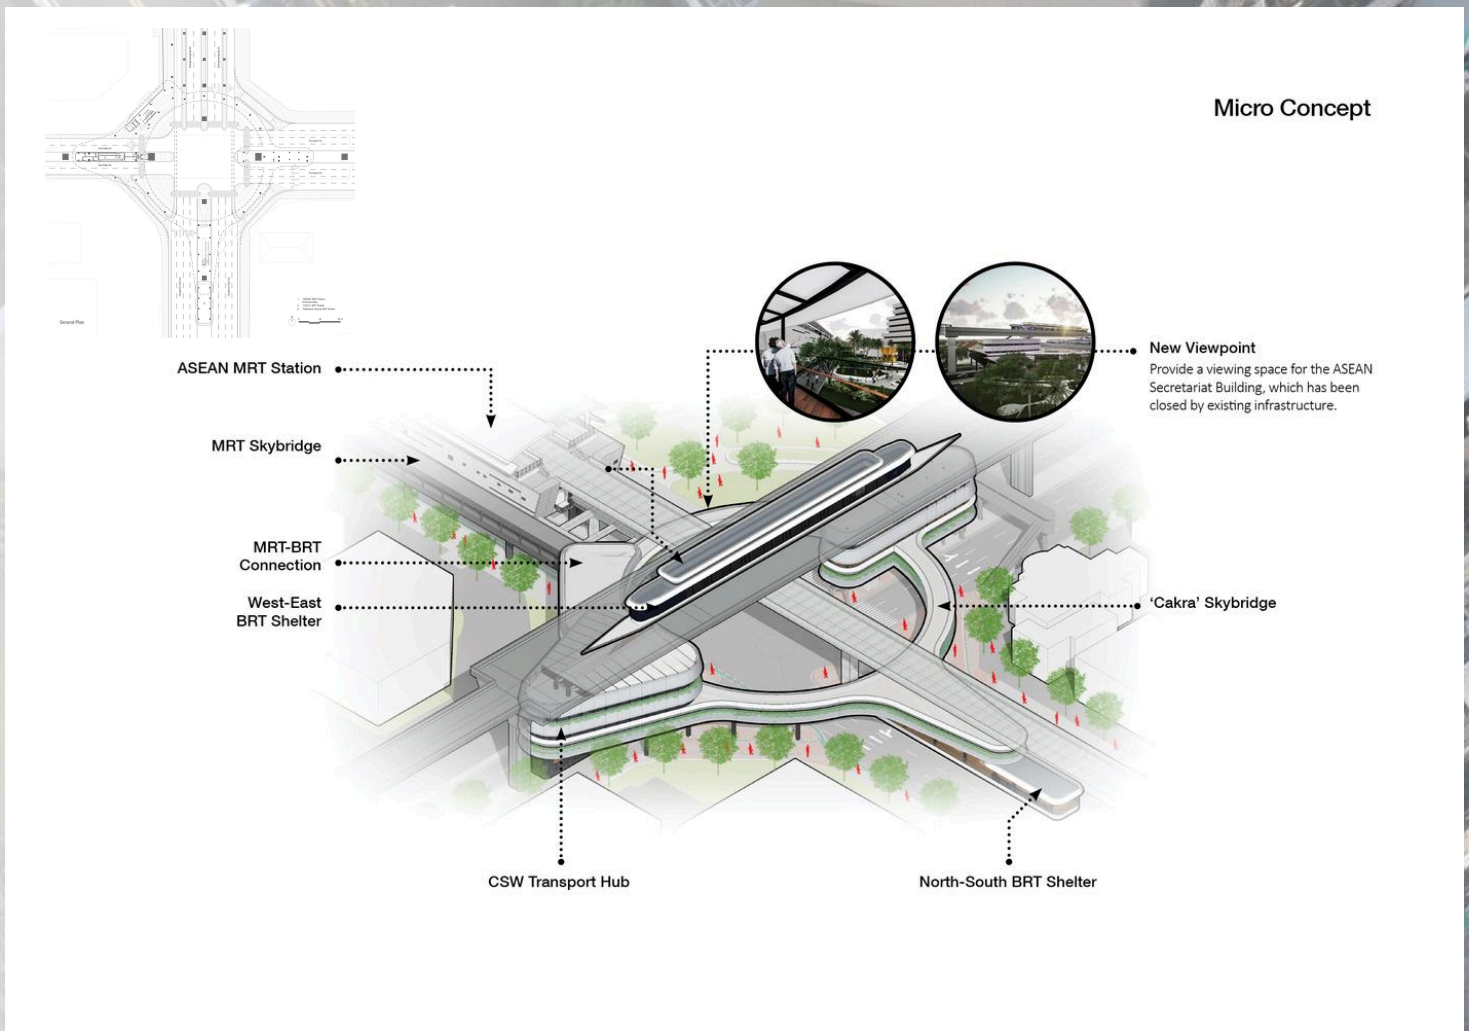 Micro Concept
Ground Plan
ASEAN MRT Station
MRT Skybridge
MRT-BRT
Connection
West-East
BRT Shelter
New Viewpoint
Provide a viewing space for the ASEAN
Secretariat Building, which has been
closed by existing infrastructure.
‘Cakra’ Skybridge
CSW Transport Hub
North-South BRT Shelter